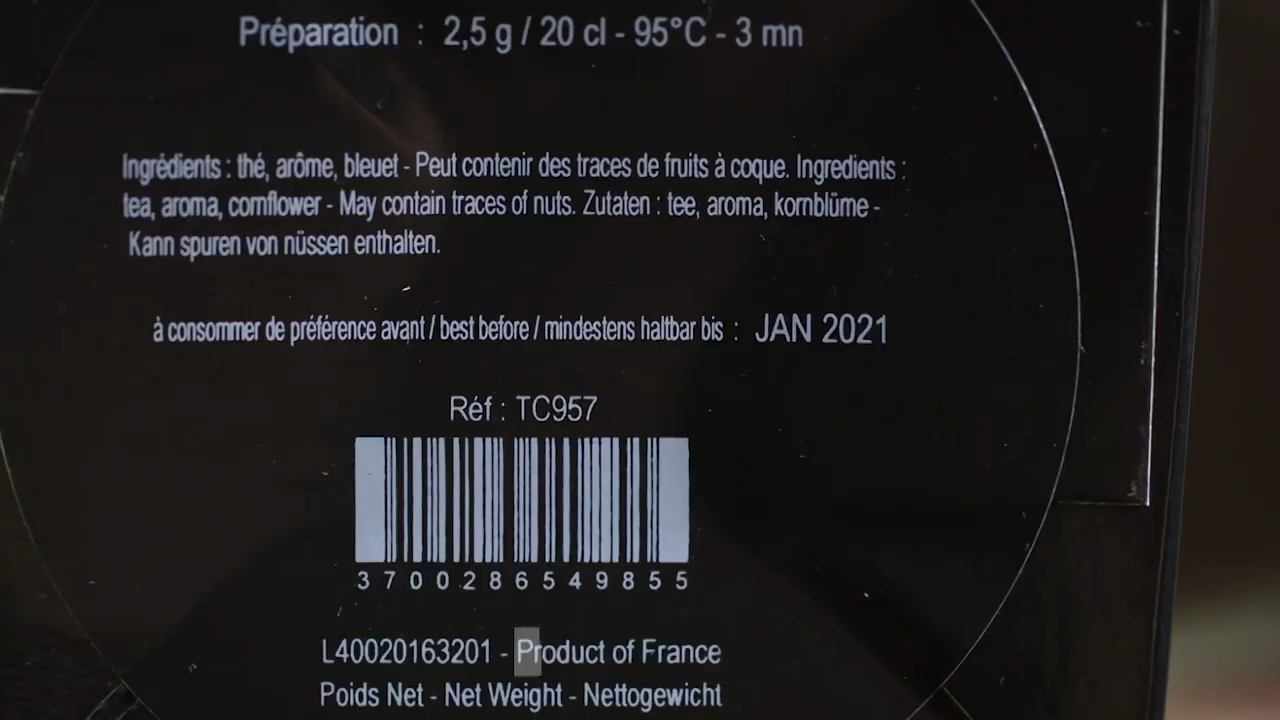 Préparation : 2,5 g / 20 cl - 95°C - 3 mn
Ingrédients : thé, arôme, bleuet - Peut contenir des traces de fruits à coque. Ingredients :
tea, aroma, cornflower - May contain traces of nuts. Zutaten : tee, aroma, kornblüme -
Kann spuren von nüssen enthalten.
à consommer de préférence avant / best before / mindestens haltbar bis : JAN 2021
Réf : TC957
3700286549855
L40020163201 - Product of France
Poids Net - Net Weight - Nettogewicht